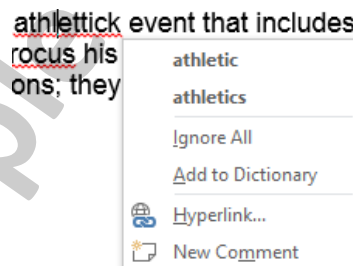 athlettick event that includes
rocus his
ons; they
athletic
athletics
Ignore All
Add to Dictionary
Hyperlink...
New Comment